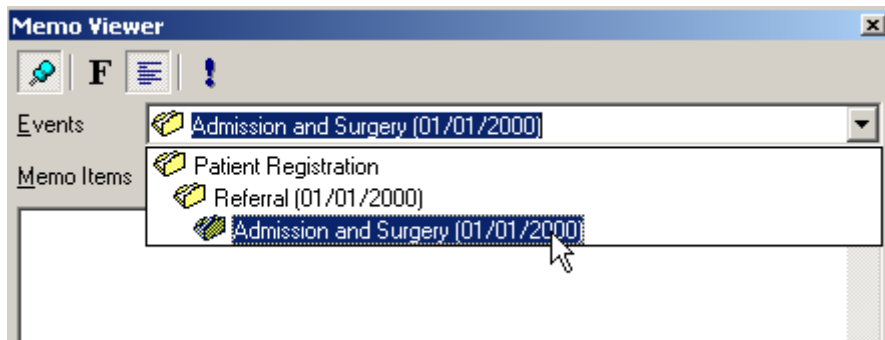 Memo Viewer
F
Events Admission and Surgery (01/01/2000)
Patient Registration
Memo Items
Referral (01/01/2000)
Admission and Surgery (01/01/2000)